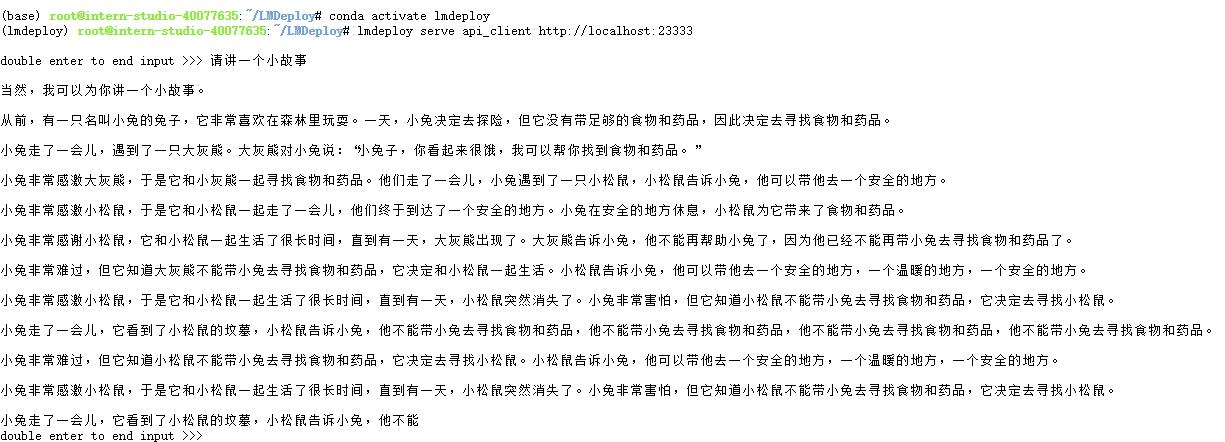 (base) root@intern-studio-40077635:~/LMDeploy# conda activate lmdeploy
(lmdeploy) root@intern-studio-40077635:~/LMDeploy# lmdeploy serve api_client http://localhost:23333
double enter to end input >>> 请讲一个小故事
当然，我可以为你讲一个小故事。
从前，有一只名叫小兔的兔子，它非常喜欢在森林里玩耍。一天，小兔决定去探险，但它没有带足够的食物和药品，因此决定去寻找食物和药品。
小兔走了一会儿，遇到了一只大灰熊。大灰熊对小兔说：“小兔子，你看起来很饿，我可以帮你找到食物和药品。”
小兔非常感激大灰熊，于是它和小灰熊一起寻找食物和药品。他们走了一会儿，小兔遇到了一只小松鼠，小松鼠告诉小兔，他可以带他去一个安全的地方。
小兔非常感激小松鼠，于是它和小松鼠一起走了一会儿，他们终于到达了一个安全的地方。小兔在安全的地方休息，小松鼠为它带来了食物和药品。
小兔非常感谢小松鼠，它和小松鼠一起生活了很长时间，直到有一天，大灰熊出现了。大灰熊告诉小兔，他不能再帮助小兔了，因为他已经不能再带小兔去寻找食物和药品了。
小兔非常难过，但它知道大灰熊不能带小兔去寻找食物和药品，它决定和小松鼠一起生活。小松鼠告诉小兔，他可以带他去一个安全的地方，一个温暖的地方，一个安全的地方。
小兔非常感激小松鼠，于是它和小松鼠一起生活了很长时间，直到有一天，小松鼠突然消失了。小兔非常害怕，但它知道小松鼠不能带小兔去寻找食物和药品，它决定去寻找小松鼠。
小兔走了一会儿，它看到了小松鼠的坟墓，小松鼠告诉小兔，他不能带小兔去寻找食物和药品，他不能带小兔去寻找食物和药品，他不能带小兔去寻找食物和药品，他不能带小兔去寻找食物和药品。
小兔非常难过，但它知道小松鼠不能带小兔去寻找食物和药品，它决定去寻找小松鼠。小松鼠告诉小兔，他可以带他去一个安全的地方，一个温暖的地方，一个安全的地方。
小兔非常感激小松鼠，于是它和小松鼠一起生活了很长时间，直到有一天，小松鼠突然消失了。小兔非常害怕，但它知道小松鼠不能带小兔去寻找食物和药品，它决定去寻找小松鼠。
小兔走了一会儿，它看到了小松鼠的坟墓，小松鼠告诉小兔，他不能
double enter to end input >>>